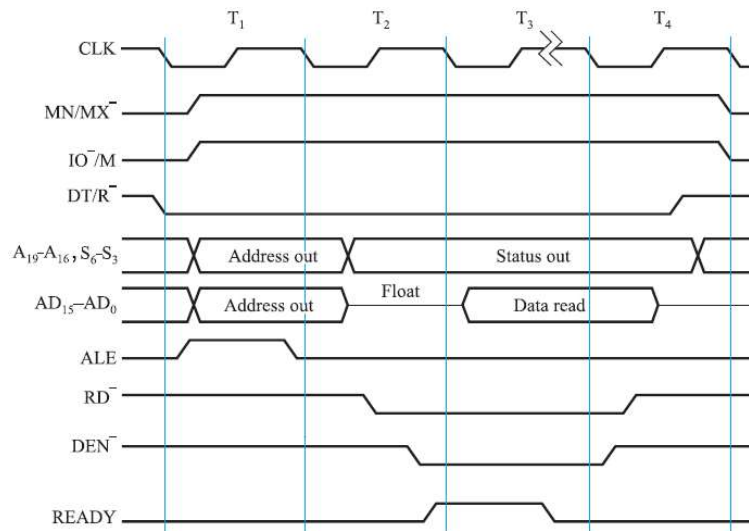 T₁ T₂ T₃ T₄
CLK
MN/MX‾
IO‾/M
DT/R‾
A₁₉–A₁₆, S₆–S₃ Address out Status out
AD₁₅–AD₀ Address out Float Data read
ALE
RD‾
DEN‾
READY